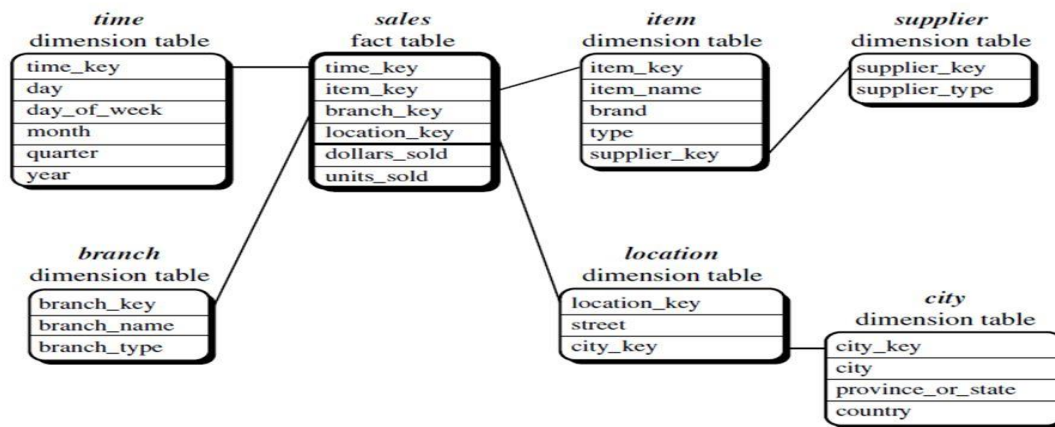 time
dimension table
time_key
day
day_of_week
month
quarter
year
sales
fact table
time_key
item_key
branch_key
location_key
dollars_sold
units_sold
item
dimension table
item_key
item_name
brand
type
supplier_key
supplier
dimension table
supplier_key
supplier_type
branch
dimension table
branch_key
branch_name
branch_type
location
dimension table
location_key
street
city_key
city
dimension table
city_key
city
province_or_state
country